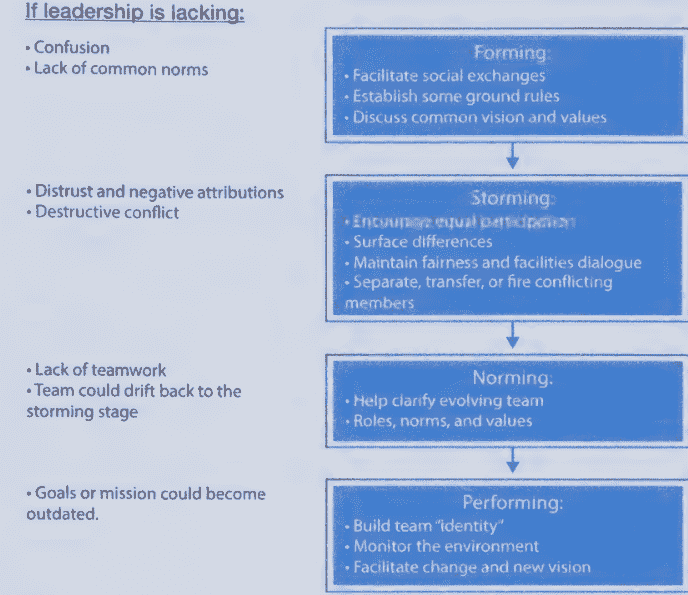 If leadership is lacking:
• Confusion
• Lack of common norms
Forming:
• Facilitate social exchanges
• Establish some ground rules
• Discuss common vision and values
• Distrust and negative attributions
• Destructive conflict
Storming:
• Encourage equal participation
• Surface differences
• Maintain fairness and facilities dialogue
• Separate, transfer, or fire conflicting
members
• Lack of teamwork
• Team could drift back to the
storming stage
Norming:
• Help clarify evolving team
• Roles, norms, and values
• Goals or mission could become
outdated.
Performing:
• Build team "identity"
• Monitor the environment
• Facilitate change and new vision